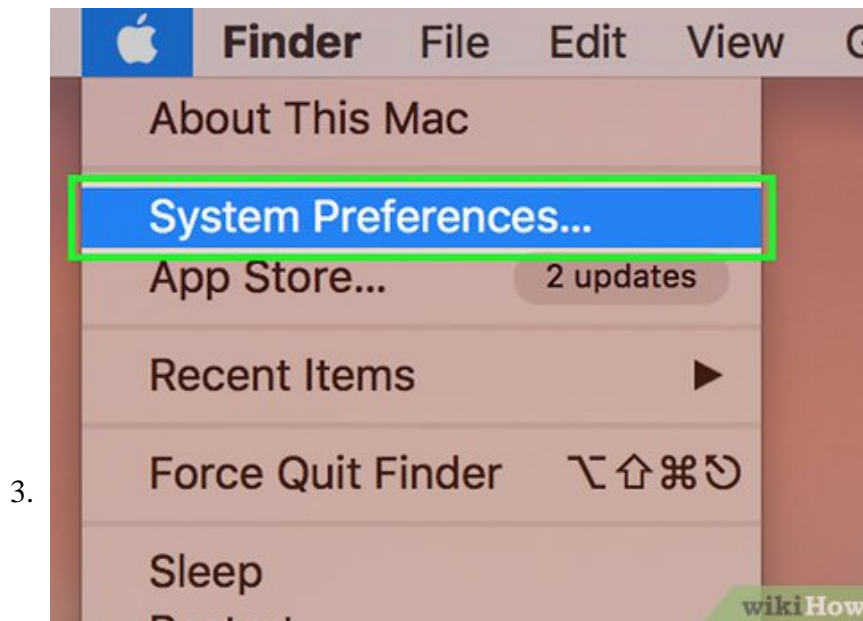 Finder File Edit View
About This Mac
System Preferences...
App Store... 2 updates
Recent Items ▶
Force Quit Finder ⌥⇧⌘⎋
3.
Sleep
wikiHow